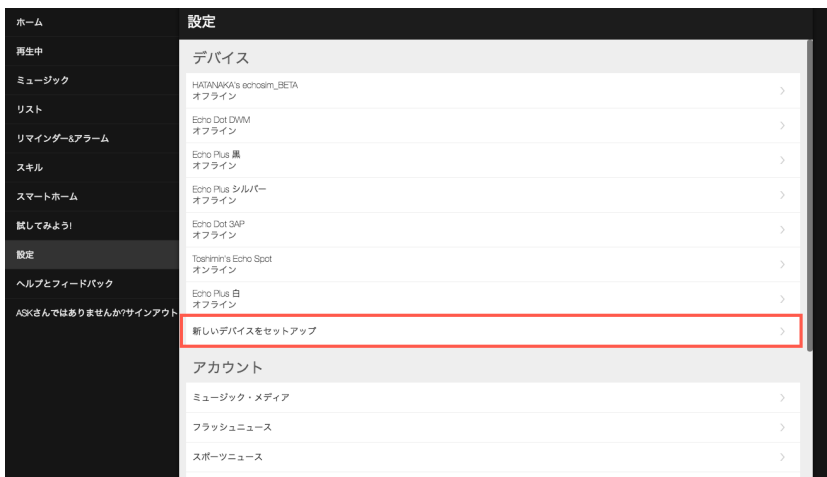 ホーム
再生中
ミュージック
リスト
リマインダー&アラーム
スキル
スマートホーム
試してみよう!
設定
ヘルプとフィードバック
ASKさんではありませんか?サインアウト
設定
デバイス
HATANAKA's echosim_BETA
オフライン
Echo Dot DWM
オフライン
Echo Plus 黒
オフライン
Echo Plus シルバー
オフライン
Echo Dot 3AP
オフライン
Toshimin's Echo Spot
オンライン
Echo Plus 白
オフライン
新しいデバイスをセットアップ
アカウント
ミュージック・メディア
フラッシュニュース
スポーツニュース